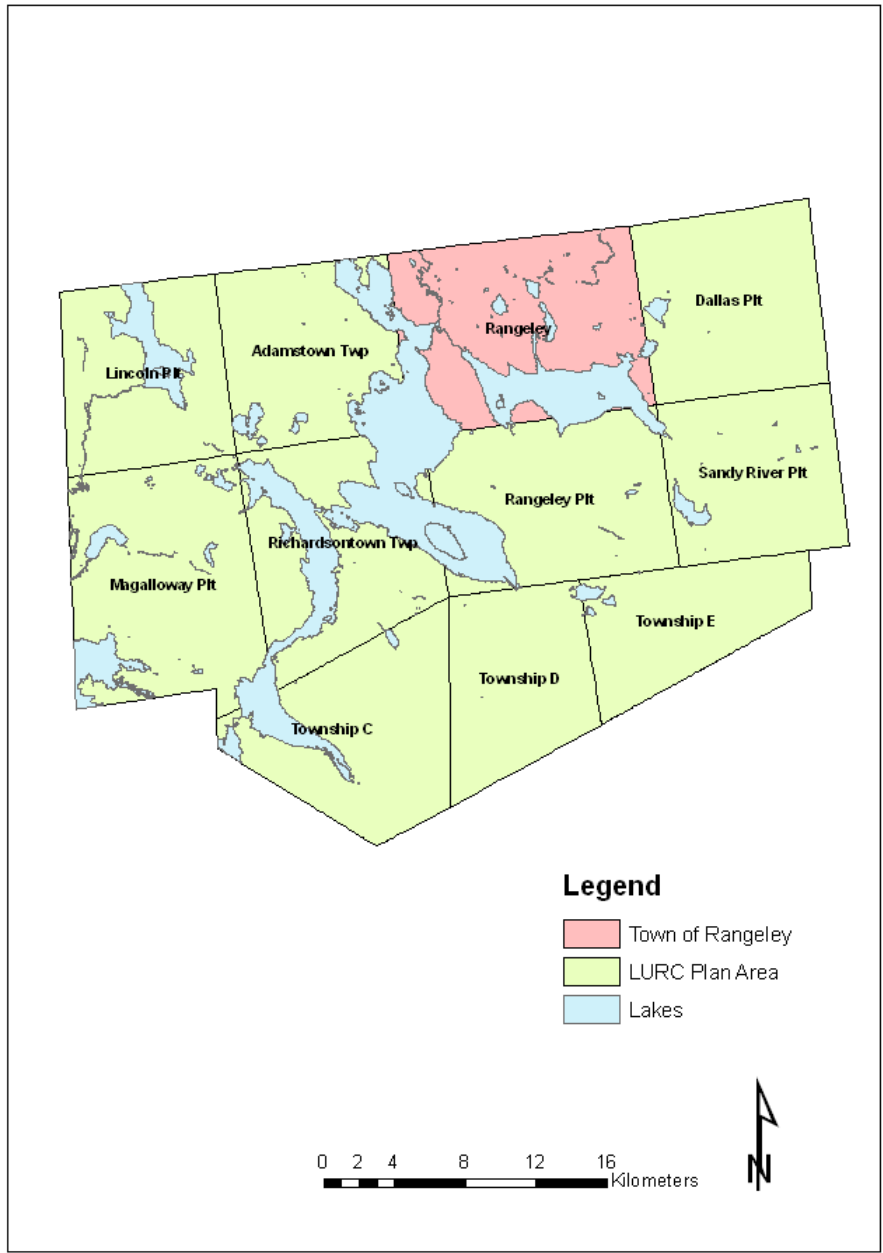 Dallas Plt
Rangeley
Adamstown Twp
Lincoln Plt
Sandy River Plt
Rangeley Plt
Richardsontown Twp
Magalloway Plt
Township E
Township D
Township C
Legend
Town of Rangeley
LURC Plan Area
Lakes
N
0 2 4 8 12 16
Kilometers